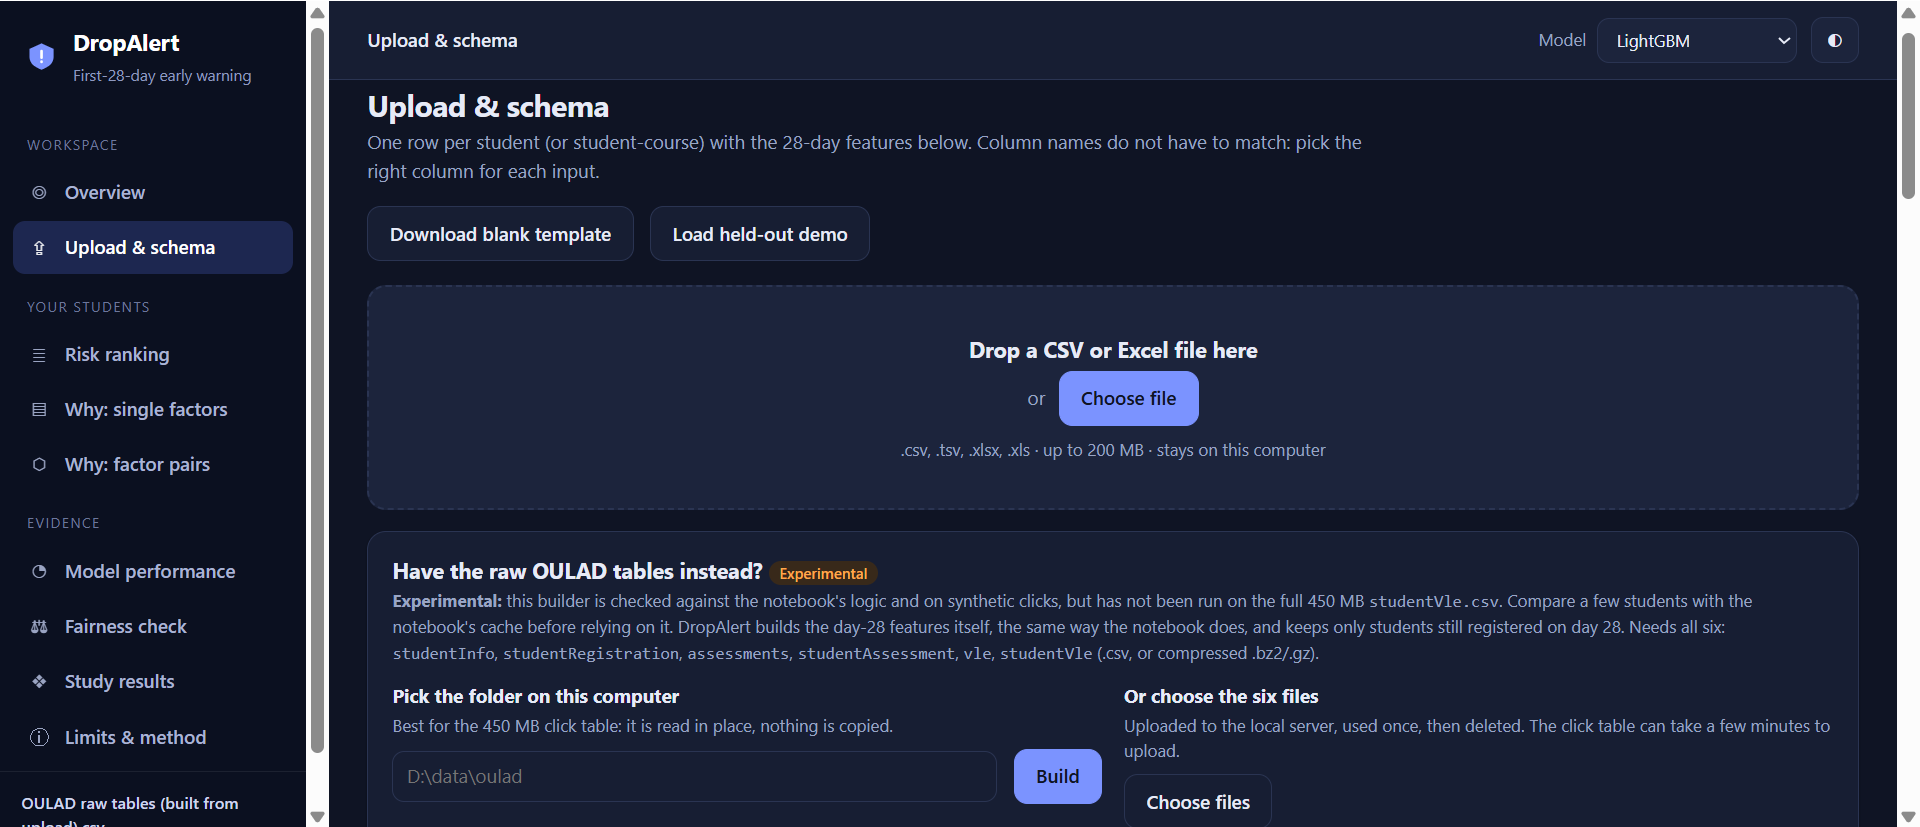 DropAlert
First-28-day early warning
WORKSPACE
Overview
Upload & schema
YOUR STUDENTS
Risk ranking
Why: single factors
Why: factor pairs
EVIDENCE
Model performance
Fairness check
Study results
Limits & method
OULAD raw tables (built from
upload).csv
Upload & schema
Model
LightGBM
Upload & schema
One row per student (or student-course) with the 28-day features below. Column names do not have to match: pick the
right column for each input.
Download blank template
Load held-out demo
Drop a CSV or Excel file here
or
Choose file
.csv, .tsv, .xlsx, .xls · up to 200 MB · stays on this computer
Have the raw OULAD tables instead? Experimental
Experimental: this builder is checked against the notebook's logic and on synthetic clicks, but has not been run on the full 450 MB studentVle.csv. Compare a few students with the
notebook's cache before relying on it. DropAlert builds the day-28 features itself, the same way the notebook does, and keeps only students still registered on day 28. Needs all six:
studentInfo, studentRegistration, assessments, studentAssessment, vle, studentVle (.csv, or compressed .bz2/.gz).
Pick the folder on this computer
Best for the 450 MB click table: it is read in place, nothing is copied.
D:\data\oulad
Build
Or choose the six files
Uploaded to the local server, used once, then deleted. The click table can take a few minutes to
upload.
Choose files